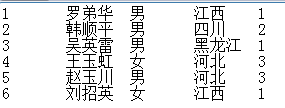 1 罗弟华 男 江西 1
2 韩顺平 男 四川 2
3 吴英雷 男 黑龙江 1
4 王玉虹 女 河北 3
5 赵玉川 男 河北 3
6 刘招英 女 江西 1